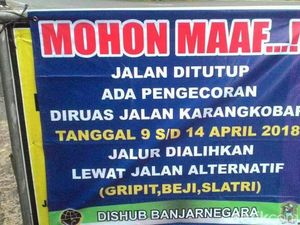 MOHON MAAF...!
JALAN DITUTUP
ADA PENGECORAN
DIRUAS JALAN KARANGKOBAR
TANGGAL 9 S/D 14 APRIL 2018
JALUR DIALIHKAN
LEWAT JALAN ALTERNATIF
(GRIPIT,BEJI,SLATRI)
DISHUB BANJARNEGARA